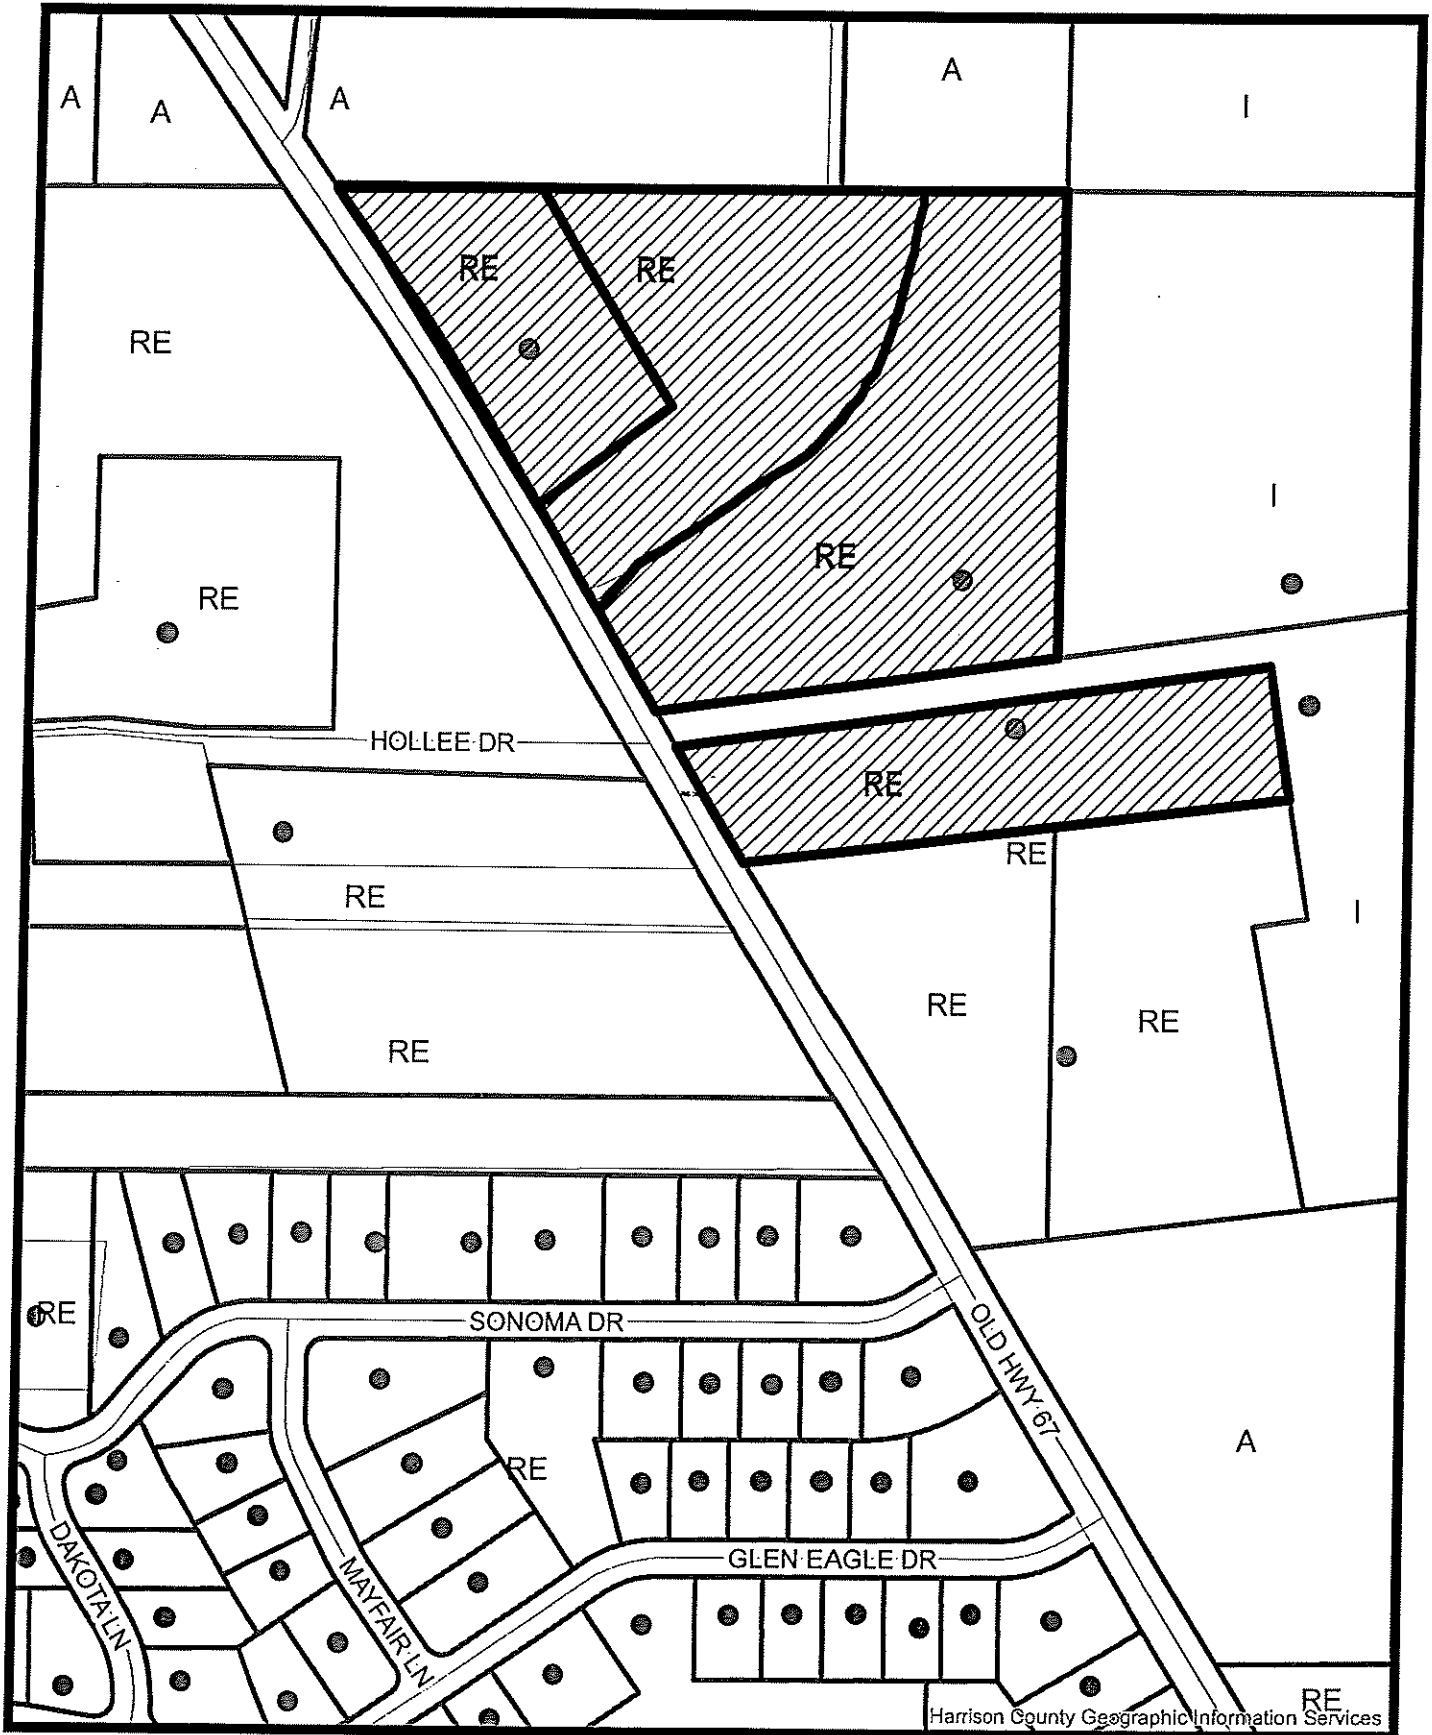 A
A
A
A
I
RE
RE
RE
I
RE
RE
HOLLEE DR
RE
RE
RE
I
RE
RE
RE
RE
SONOMA DR
OLD HWY 67
A
RE
GLEN EAGLE DR
DAKOTA LN
MAYFAIR LN
RE
Harrison County Geographic Information Services